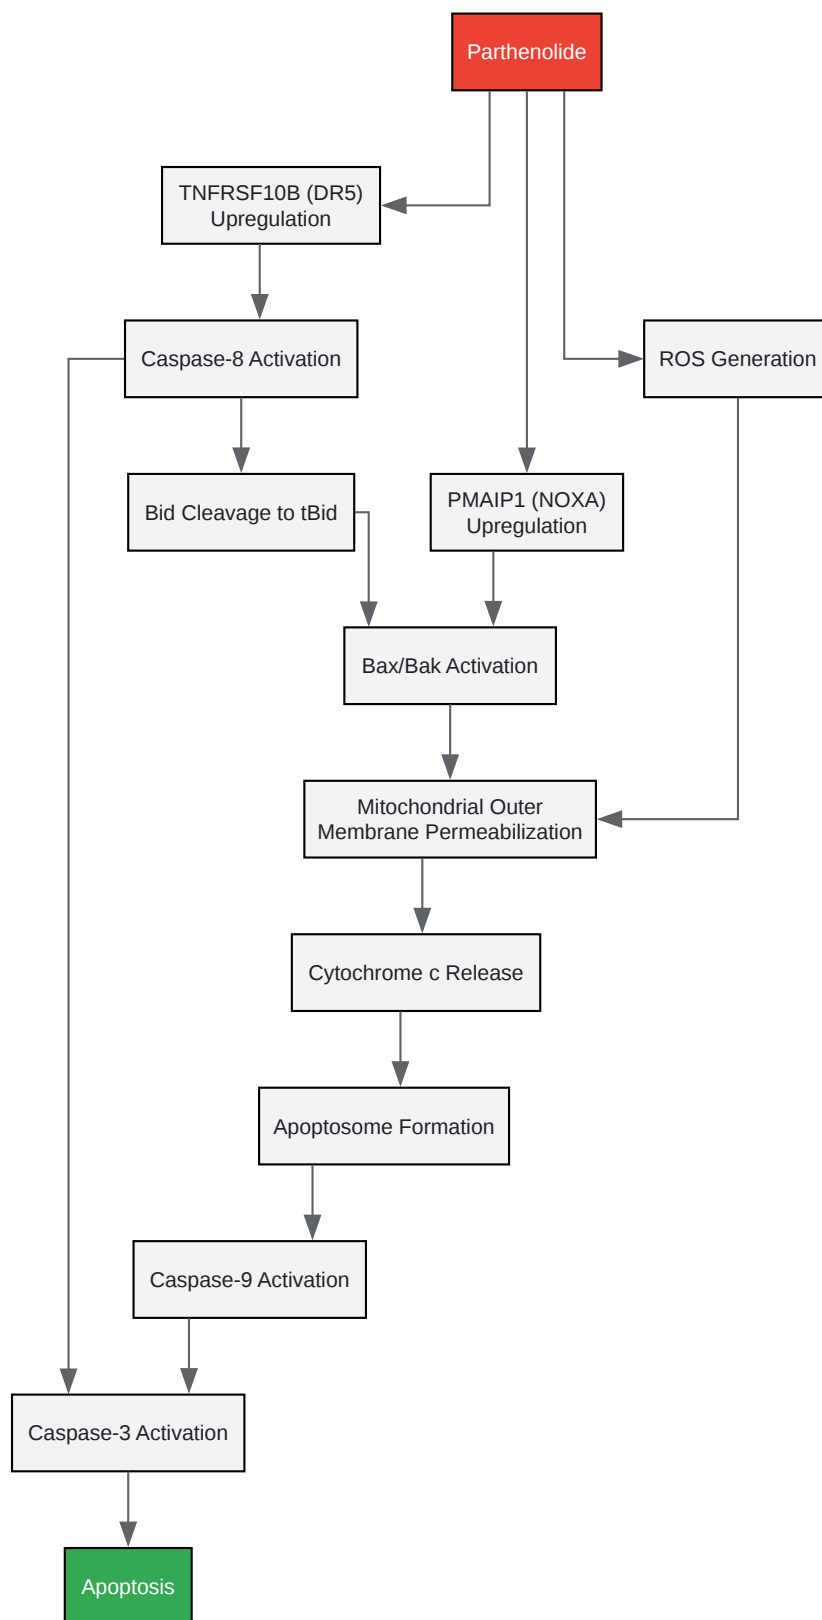 Parthenolide
TNFRSF10B (DR5)
Upregulation
Caspase-8 Activation
ROS Generation
Bid Cleavage to tBid
PMAIP1 (NOXA)
Upregulation
Bax/Bak Activation
Mitochondrial Outer
Membrane Permeabilization
Cytochrome c Release
Apoptosome Formation
Caspase-9 Activation
Caspase-3 Activation
Apoptosis